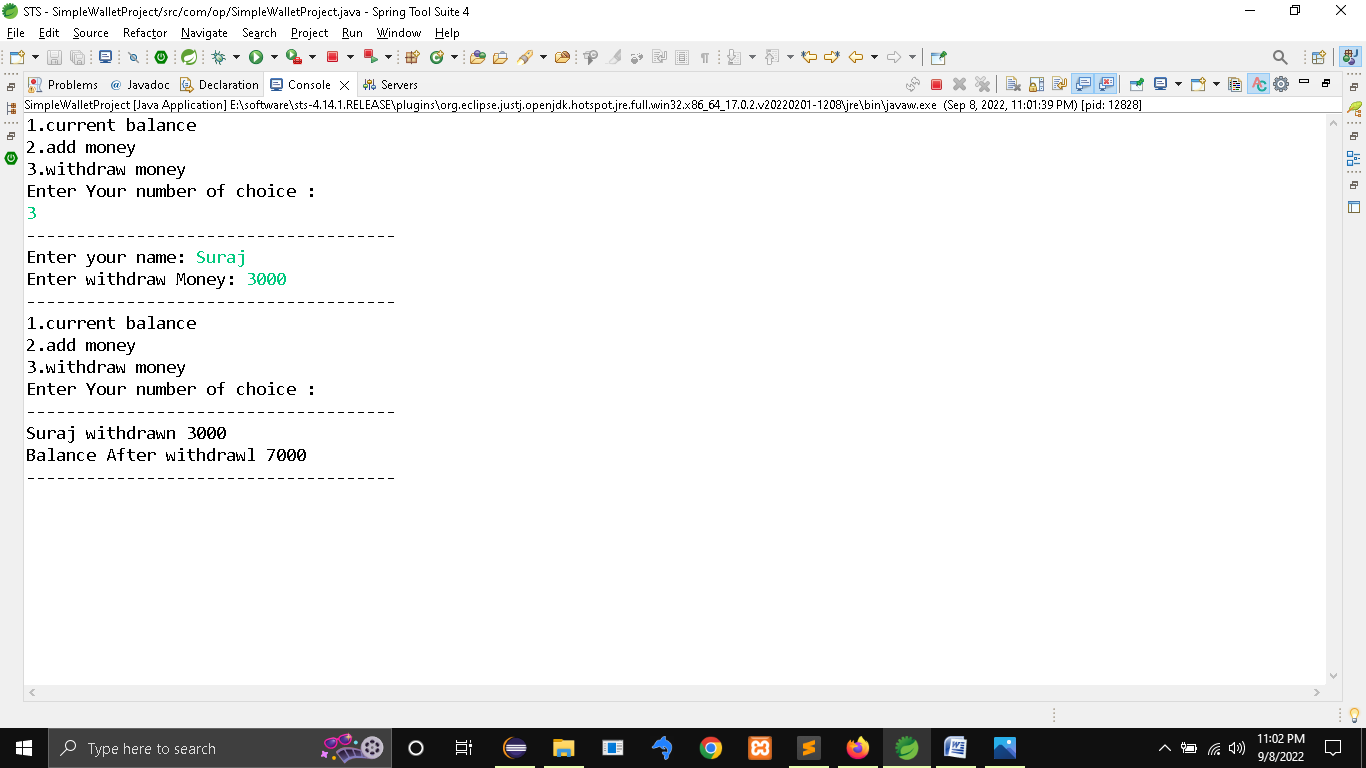 STS - SimpleWalletProject/src/com/op/SimpleWalletProject.java - Spring Tool Suite 4
File Edit Source Refactor Navigate Search Project Run Window Help
Problems @ Javadoc Declaration Console Servers
SimpleWalletProject [Java Application] E:\software\sts-4.14.1.RELEASE\plugins\org.eclipse.justj.openjdk.hotspot.jre.full.win32.x86_64_17.0.2.v20220201-1208\jre\bin\javaw.exe (Sep 8, 2022, 11:01:39 PM) [pid: 12828]
1.current balance
2.add money
3.withdraw money
Enter Your number of choice :
3
-------------------------------------
Enter your name: Suraj
Enter withdraw Money: 3000
-------------------------------------
1.current balance
2.add money
3.withdraw money
Enter Your number of choice :
-------------------------------------
Suraj withdrawn 3000
Balance After withdrawl 7000
-------------------------------------
Type here to search
11:02 PM
9/8/2022